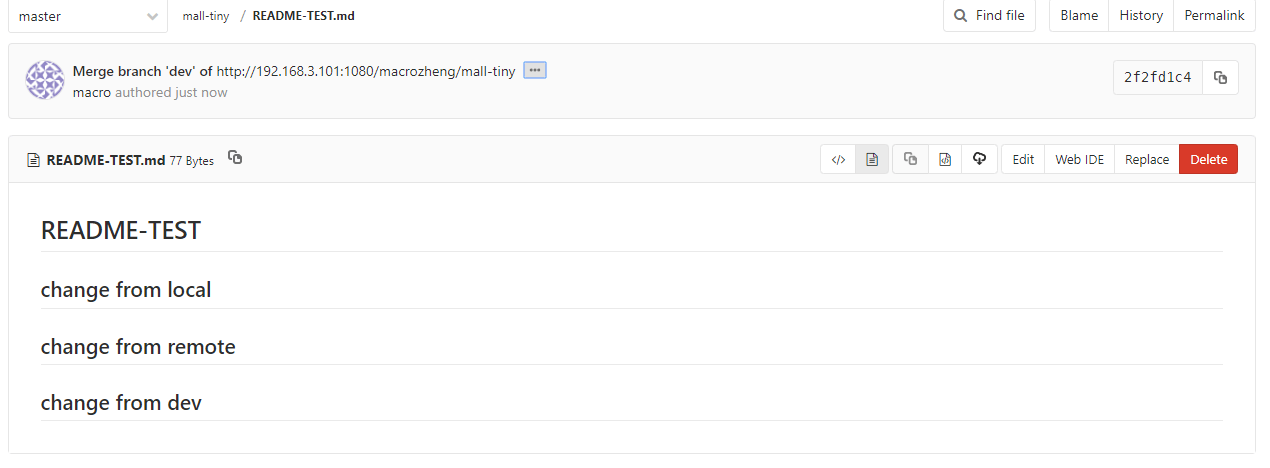 master mall-tiny / README-TEST.md Find file Blame History Permalink
Merge branch 'dev' of http://192.168.3.101:1080/macrozheng/mall-tiny ... 2f2fd1c4
macro authored just now
README-TEST.md 77 Bytes </> Edit Web IDE Replace Delete
README-TEST
change from local
change from remote
change from dev